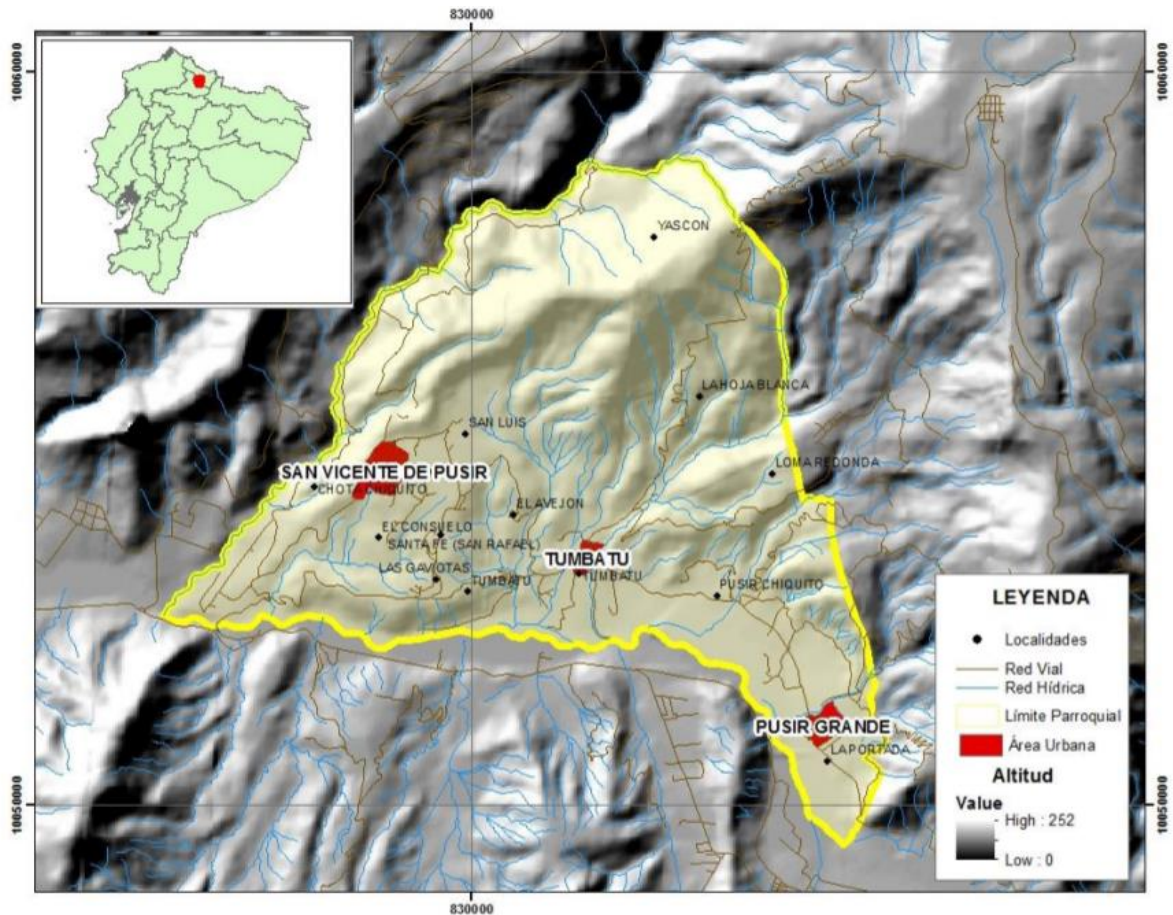 830000
10060000
10060000
YASCON
LA HOJA BLANCA
SAN LUIS
LOMA REDONDA
SAN VICENTE DE PUSIR
CHOTA CHIQUITO
EL AVEJON
EL CONSUELO
SANTA FE (SAN RAFAEL)
TUMBATU
LAS GAVIOTAS
TUMBATU
TUMBATU
PUSIR CHIQUITO
PUSIR GRANDE
LA PORTADA
LEYENDA
Localidades
Red Vial
Red Hídrica
Límite Parroquial
Área Urbana
Altitud
Value
High : 252
Low : 0
10050000
10050000
830000